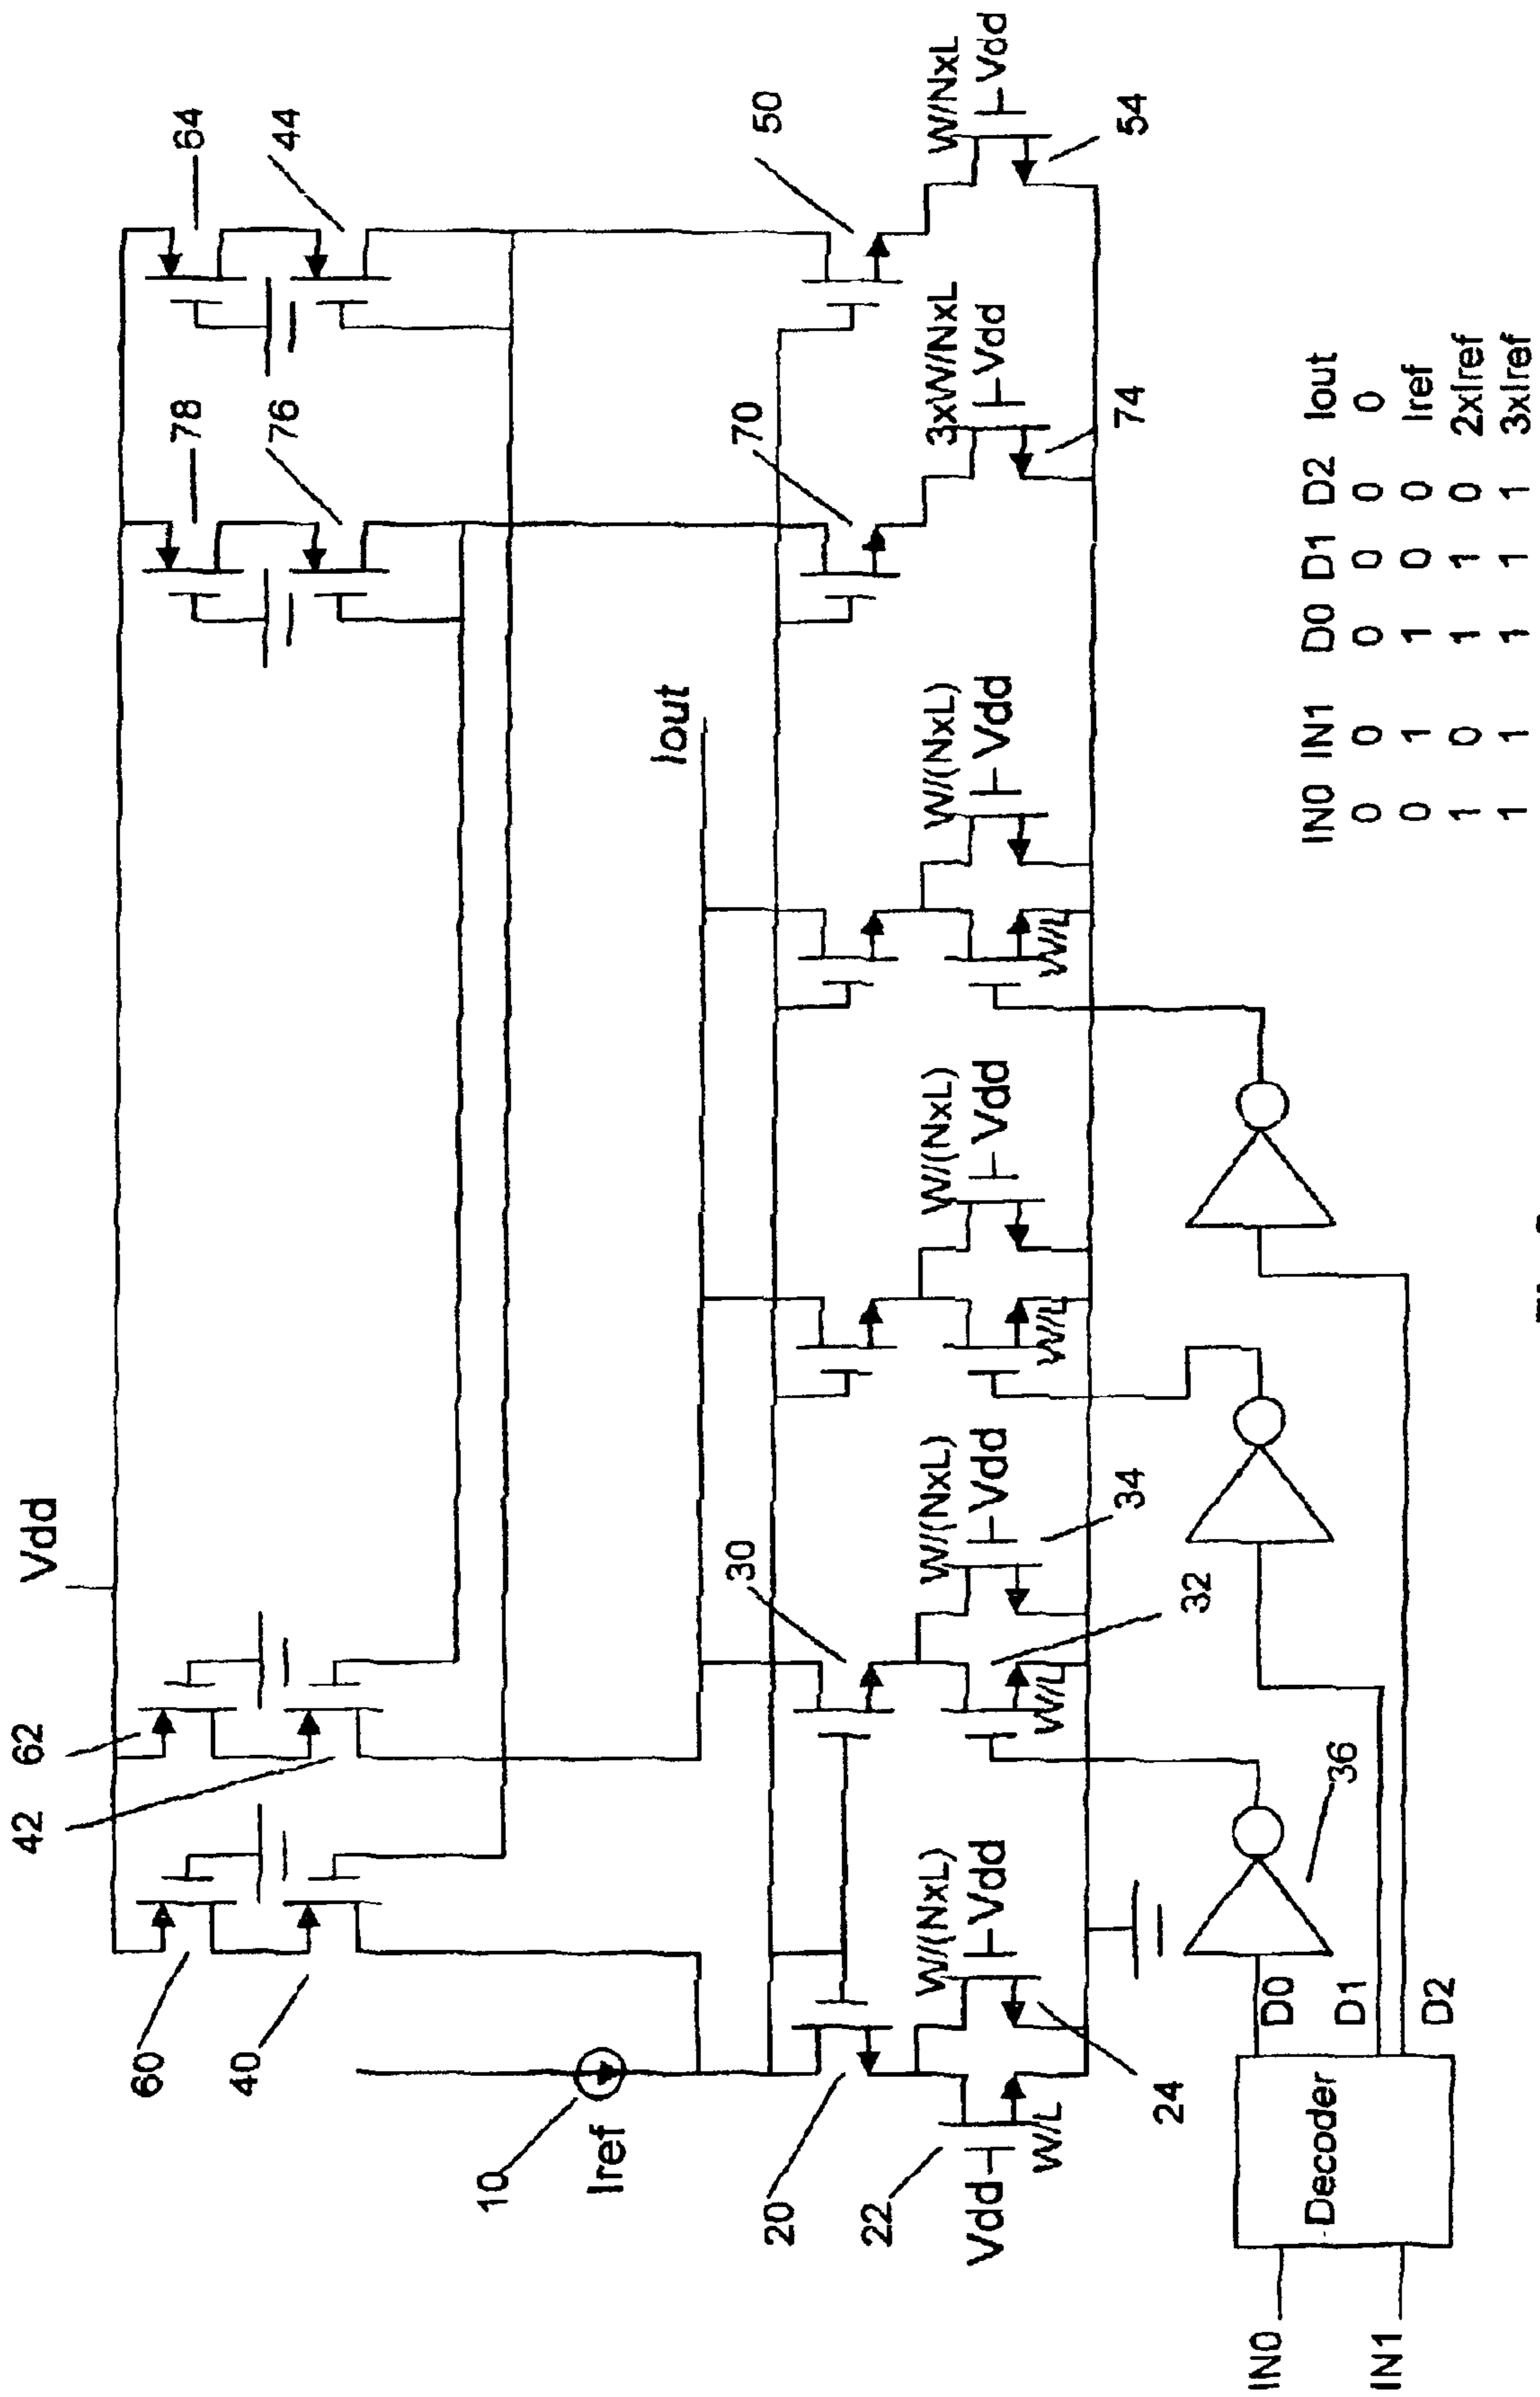 Vdd
62
42
60
40
64
44
78
76
10
Iref
Iout
30
70
50
20
22
Vdd
W/L
W/(NxL)
Vdd
24
W/(NxL)
Vdd
34
32
W/L
W/(NxL)
Vdd
W/L
W/(NxL)
Vdd
W/L
3xW/NxL
Vdd
74
W/NxL
Vdd
54
36
IN0
IN1
Decoder
D0
D1
D2
IN0 IN1 D0 D1 D2 Iout
0 0 0 0 0 0
0 1 1 0 0 Iref
1 0 1 1 0 2xIref
1 1 1 1 1 3xIref